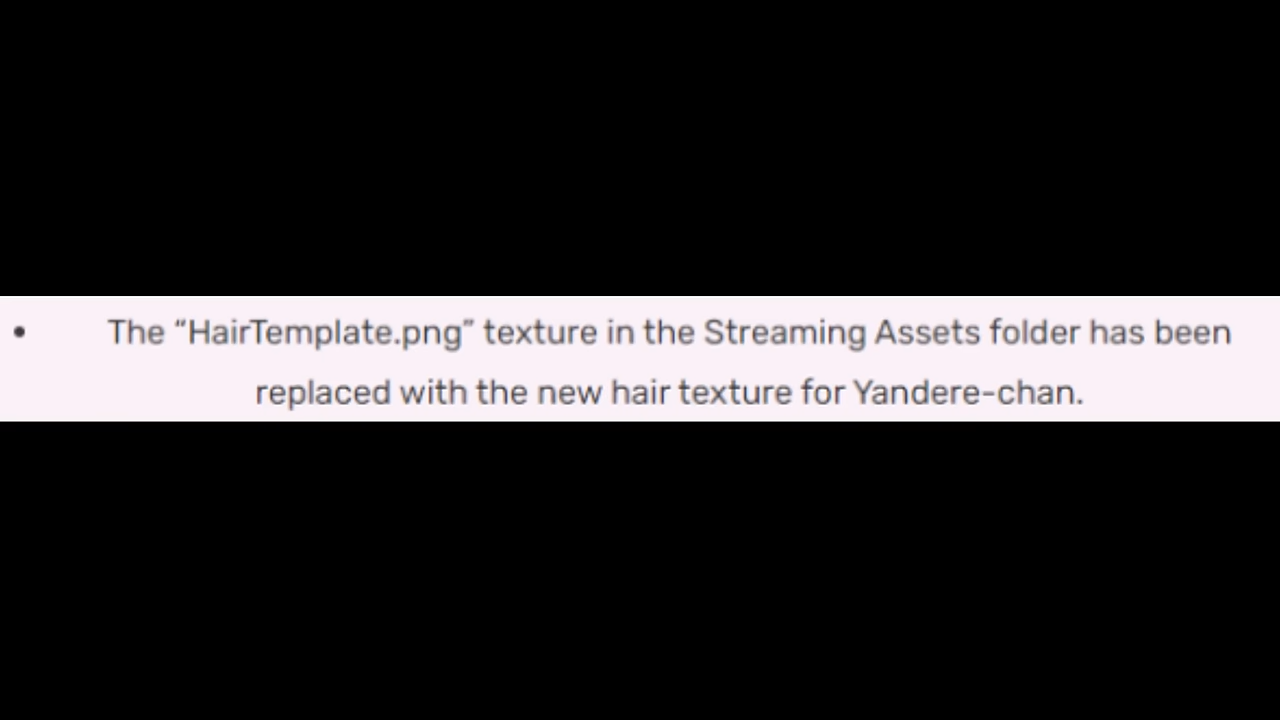 • The “HairTemplate.png” texture in the Streaming Assets folder has been
replaced with the new hair texture for Yandere-chan.